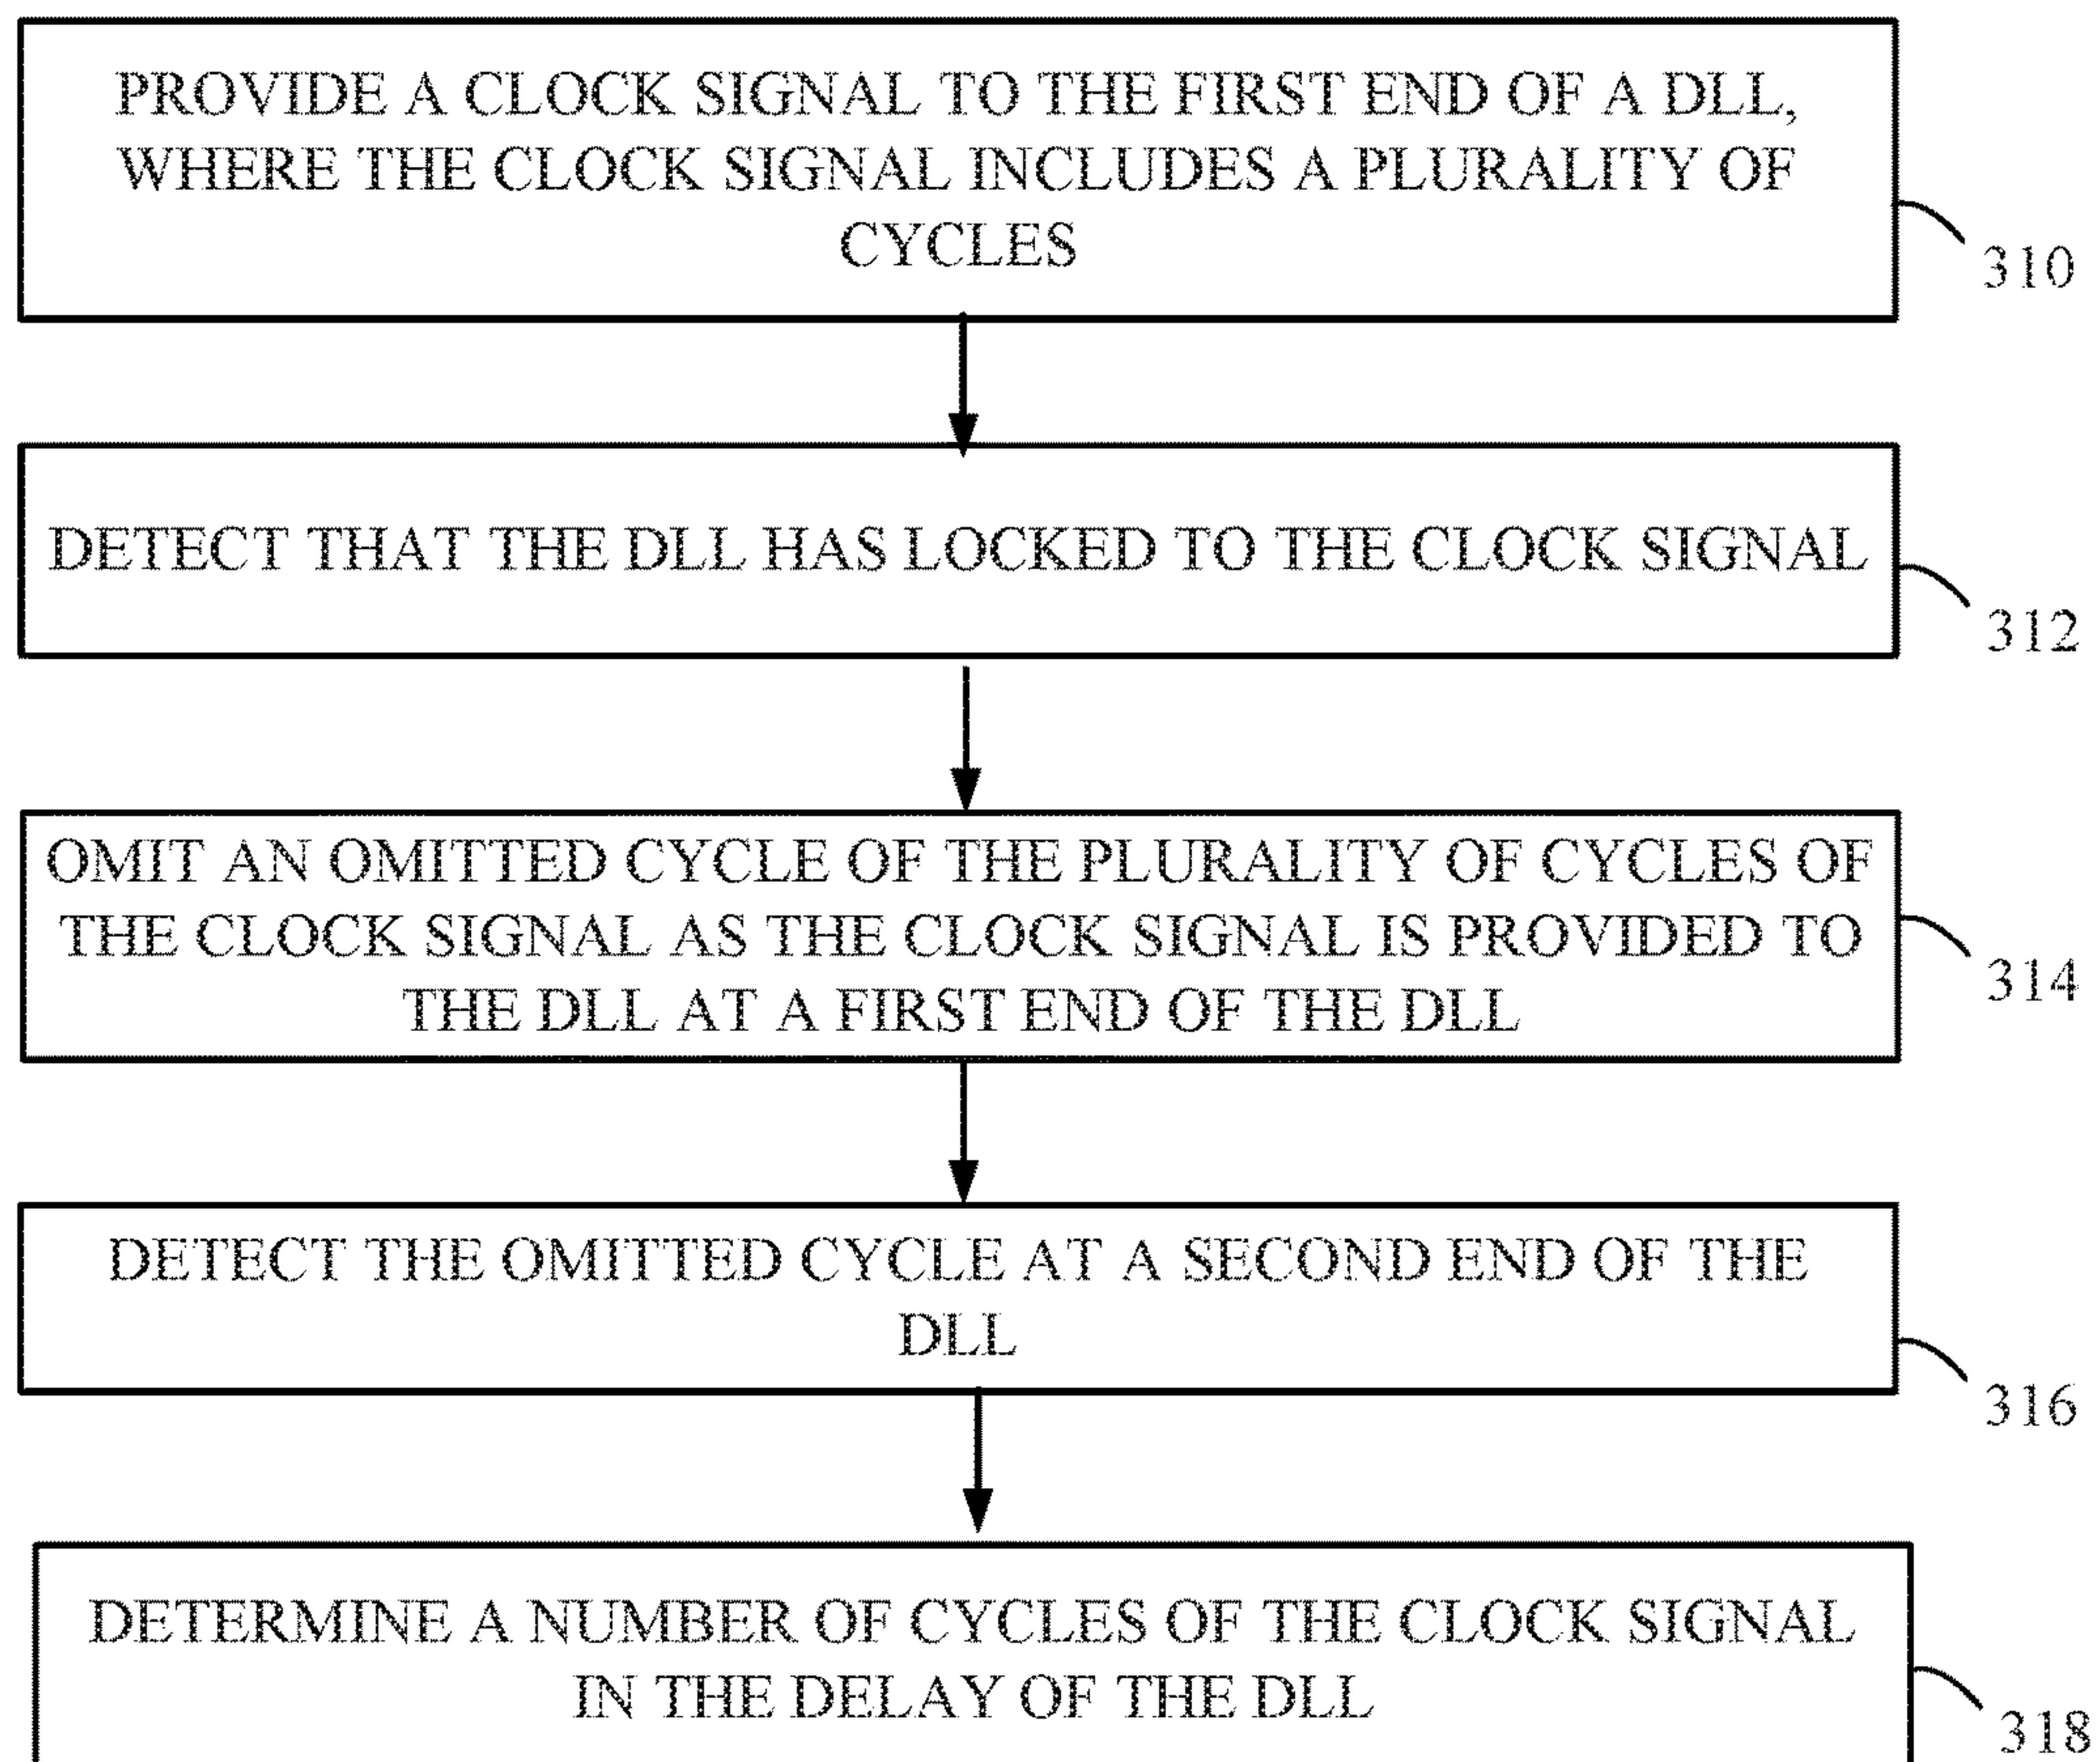 PROVIDE A CLOCK SIGNAL TO THE FIRST END OF A DLL,
WHERE THE CLOCK SIGNAL INCLUDES A PLURALITY OF
CYCLES
310
DETECT THAT THE DLL HAS LOCKED TO THE CLOCK SIGNAL
312
OMIT AN OMITTED CYCLE OF THE PLURALITY OF CYCLES OF
THE CLOCK SIGNAL AS THE CLOCK SIGNAL IS PROVIDED TO
THE DLL AT A FIRST END OF THE DLL
314
DETECT THE OMITTED CYCLE AT A SECOND END OF THE
DLL
316
DETERMINE A NUMBER OF CYCLES OF THE CLOCK SIGNAL
IN THE DELAY OF THE DLL
318